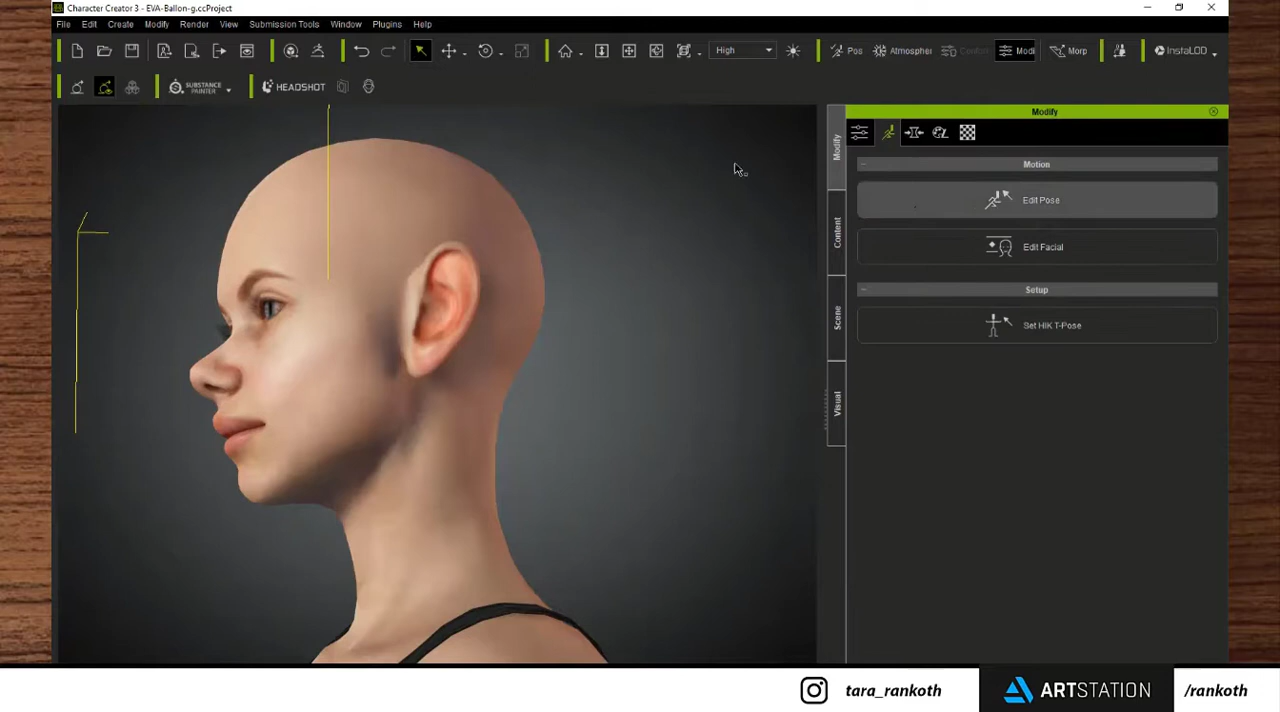 Character Creator 3 - EVA-Ballon-g.ccProject
File Edit Create Modify Render View Submission Tools Window Plugins Help
High Pos Atmospher Modi Morp InstaLOD
SUBSTANCE PAINTER HEADSHOT
Modify
Modify
Content
Scene
Visual
Motion
Edit Pose
Edit Facial
Setup
Set HIK T-Pose
tara_rankoth ARTSTATION /rankoth